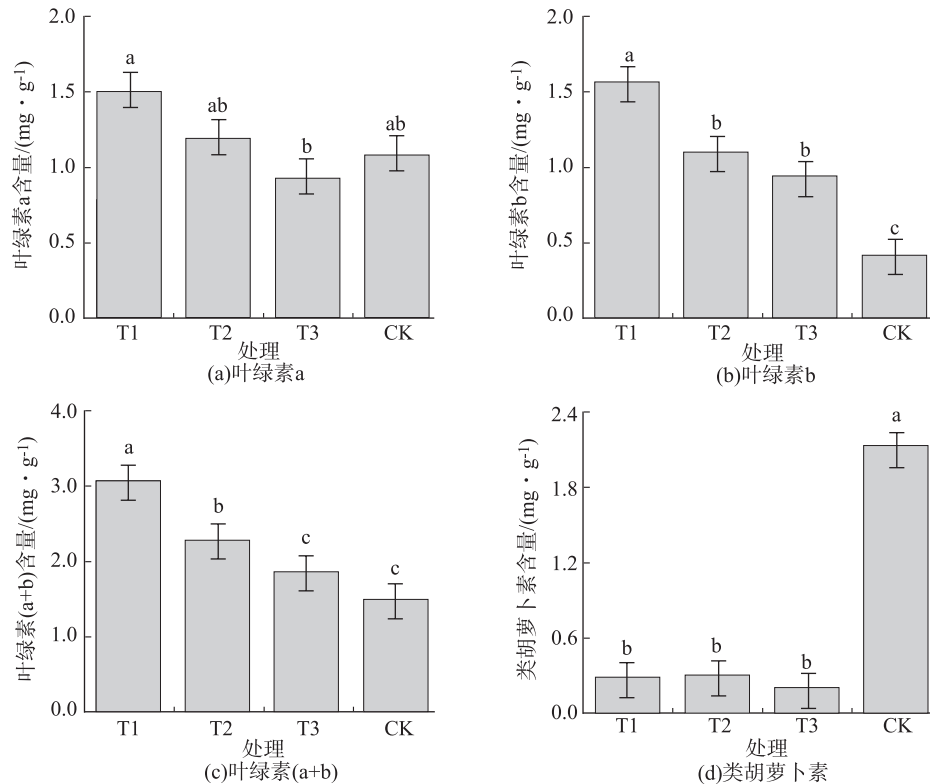 2.0
1.5
1.0
0.5
0.0
叶绿素a含量/(mg·g⁻¹)
a
ab
b
ab
T1 T2 T3 CK
处理
(a)叶绿素a
2.0
1.5
1.0
0.5
0.0
叶绿素b含量/(mg·g⁻¹)
a
b
b
c
T1 T2 T3 CK
处理
(b)叶绿素b
4.0
3.0
2.0
1.0
0.0
叶绿素(a+b)含量/(mg·g⁻¹)
a
b
c
c
T1 T2 T3 CK
处理
(c)叶绿素(a+b)
2.4
1.8
1.2
0.6
0.0
类胡萝卜素含量/(mg·g⁻¹)
b
b
b
a
T1 T2 T3 CK
处理
(d)类胡萝卜素